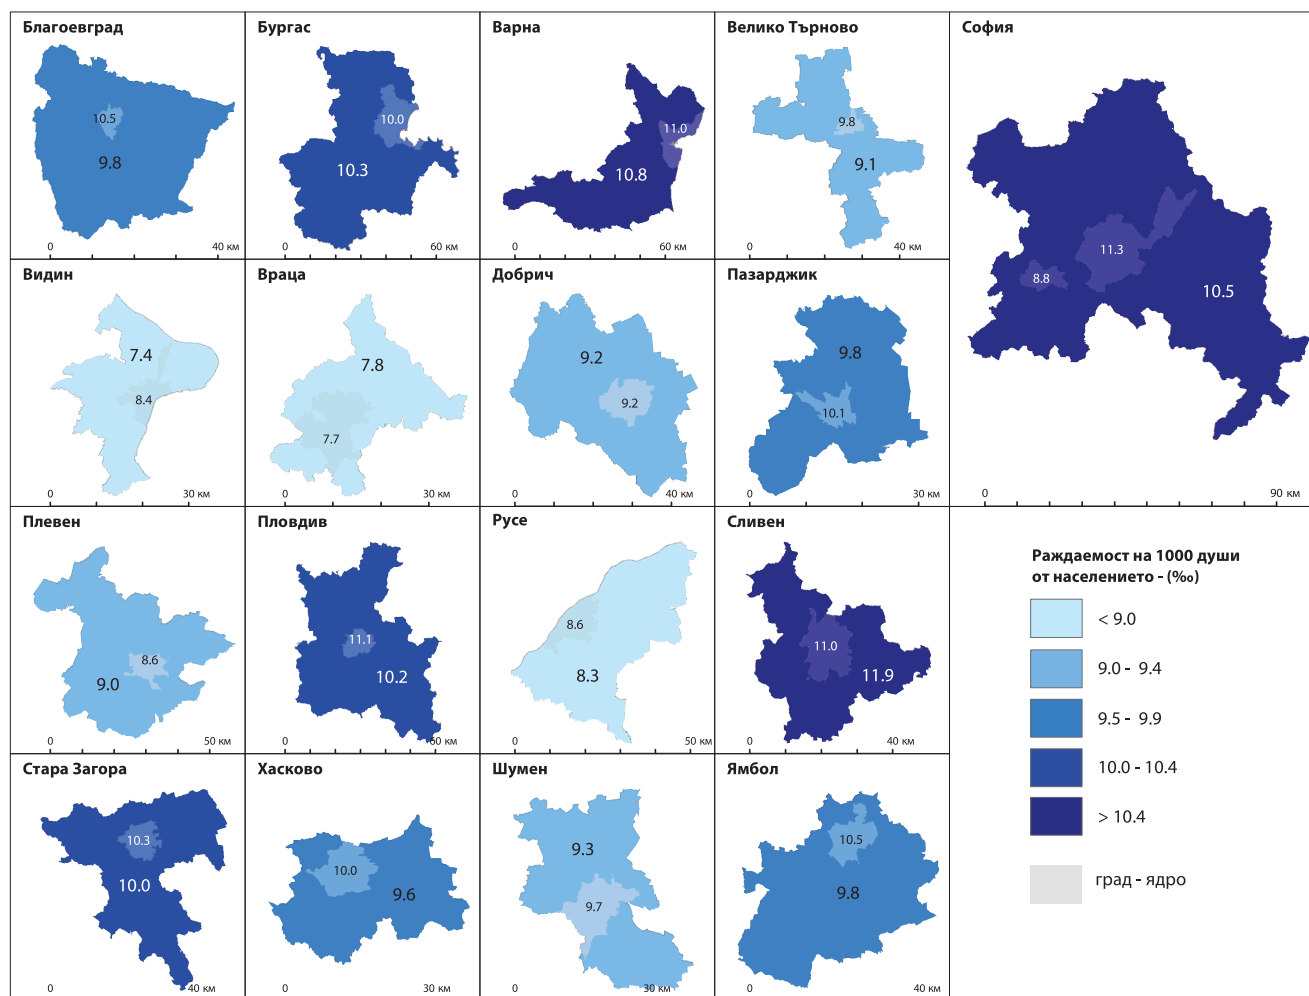 Благоевград
10.5
9.8
0 40 км
Бургас
10.0
10.3
0 60 км
Варна
11.0
10.8
0 60 км
Велико Търново
9.8
9.1
0 40 км
София
11.3
8.8
10.5
0 90 км
Видин
7.4
8.4
0 30 км
Враца
7.8
7.7
0 30 км
Добрич
9.2
9.2
0 40 км
Пазарджик
9.8
10.1
0 30 км
Плевен
8.6
9.0
0 50 км
Пловдив
11.1
10.2
0 60 км
Русе
8.6
8.3
0 50 км
Сливен
11.0
11.9
0 40 км
Раждаемост на 1000 души
от населението - (‰)
< 9.0
9.0 - 9.4
9.5 - 9.9
10.0 - 10.4
> 10.4
град - ядро
Стара Загора
10.3
10.0
0 40 км
Хасково
10.0
9.6
0 30 км
Шумен
9.3
9.7
0 30 км
Ямбол
10.5
9.8
0 40 км